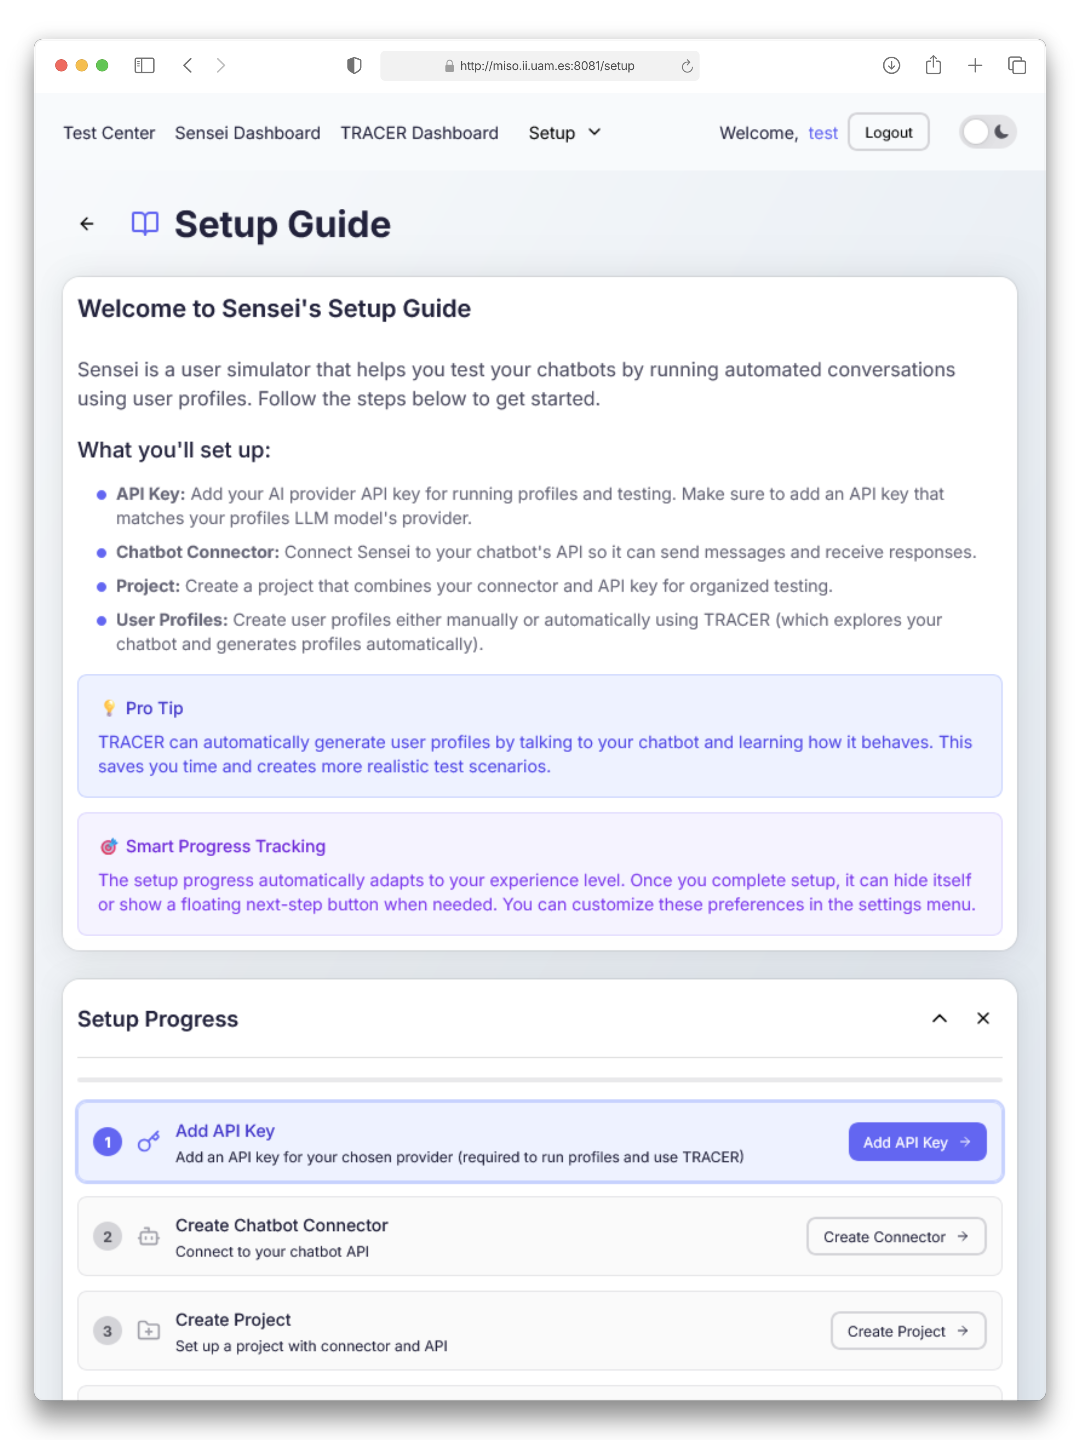 http://miso.ii.uam.es:8081/setup
Test Center Sensei Dashboard TRACER Dashboard Setup Welcome, test Logout
Setup Guide
Welcome to Sensei's Setup Guide
Sensei is a user simulator that helps you test your chatbots by running automated conversations
using user profiles. Follow the steps below to get started.
What you'll set up:
API Key: Add your AI provider API key for running profiles and testing. Make sure to add an API key that
matches your profiles LLM model's provider.
Chatbot Connector: Connect Sensei to your chatbot's API so it can send messages and receive responses.
Project: Create a project that combines your connector and API key for organized testing.
User Profiles: Create user profiles either manually or automatically using TRACER (which explores your
chatbot and generates profiles automatically).
Pro Tip
TRACER can automatically generate user profiles by talking to your chatbot and learning how it behaves. This
saves you time and creates more realistic test scenarios.
Smart Progress Tracking
The setup progress automatically adapts to your experience level. Once you complete setup, it can hide itself
or show a floating next-step button when needed. You can customize these preferences in the settings menu.
Setup Progress
1 Add API Key
Add an API key for your chosen provider (required to run profiles and use TRACER)
Add API Key →
2 Create Chatbot Connector
Connect to your chatbot API
Create Connector →
3 Create Project
Set up a project with connector and API
Create Project →